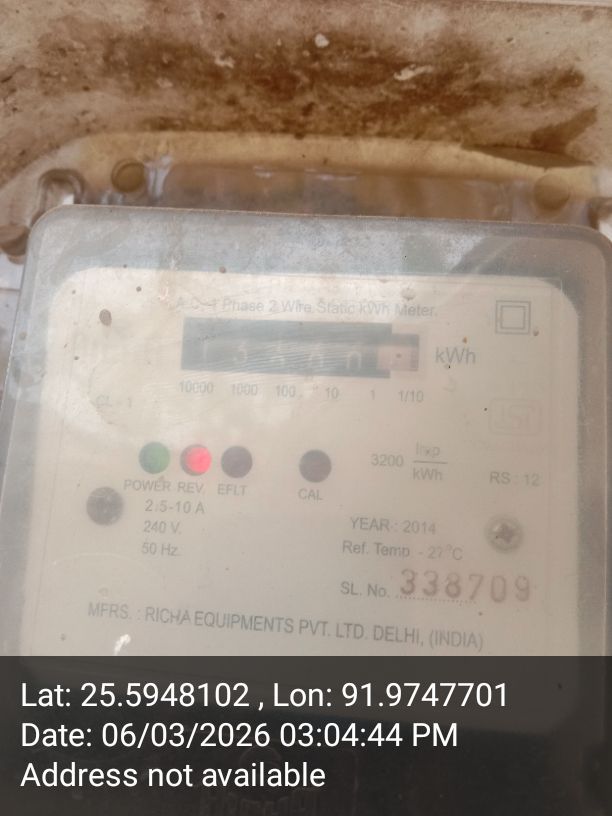 A.C. 1 Phase 2 Wire Static kWh Meter.
kWh
10000 1000 100 10 1 1/10
CL - 1
3200 Imp/kWh
RS : 12
POWER REV. EFLT CAL
2.5-10 A
240 V.
50 Hz.
YEAR : 2014
Ref. Temp. - 27°C
SL. No. 338709
MFRS. : RICHA EQUIPMENTS PVT. LTD. DELHI, (INDIA)
Lat: 25.5948102 , Lon: 91.9747701
Date: 06/03/2026 03:04:44 PM
Address not available